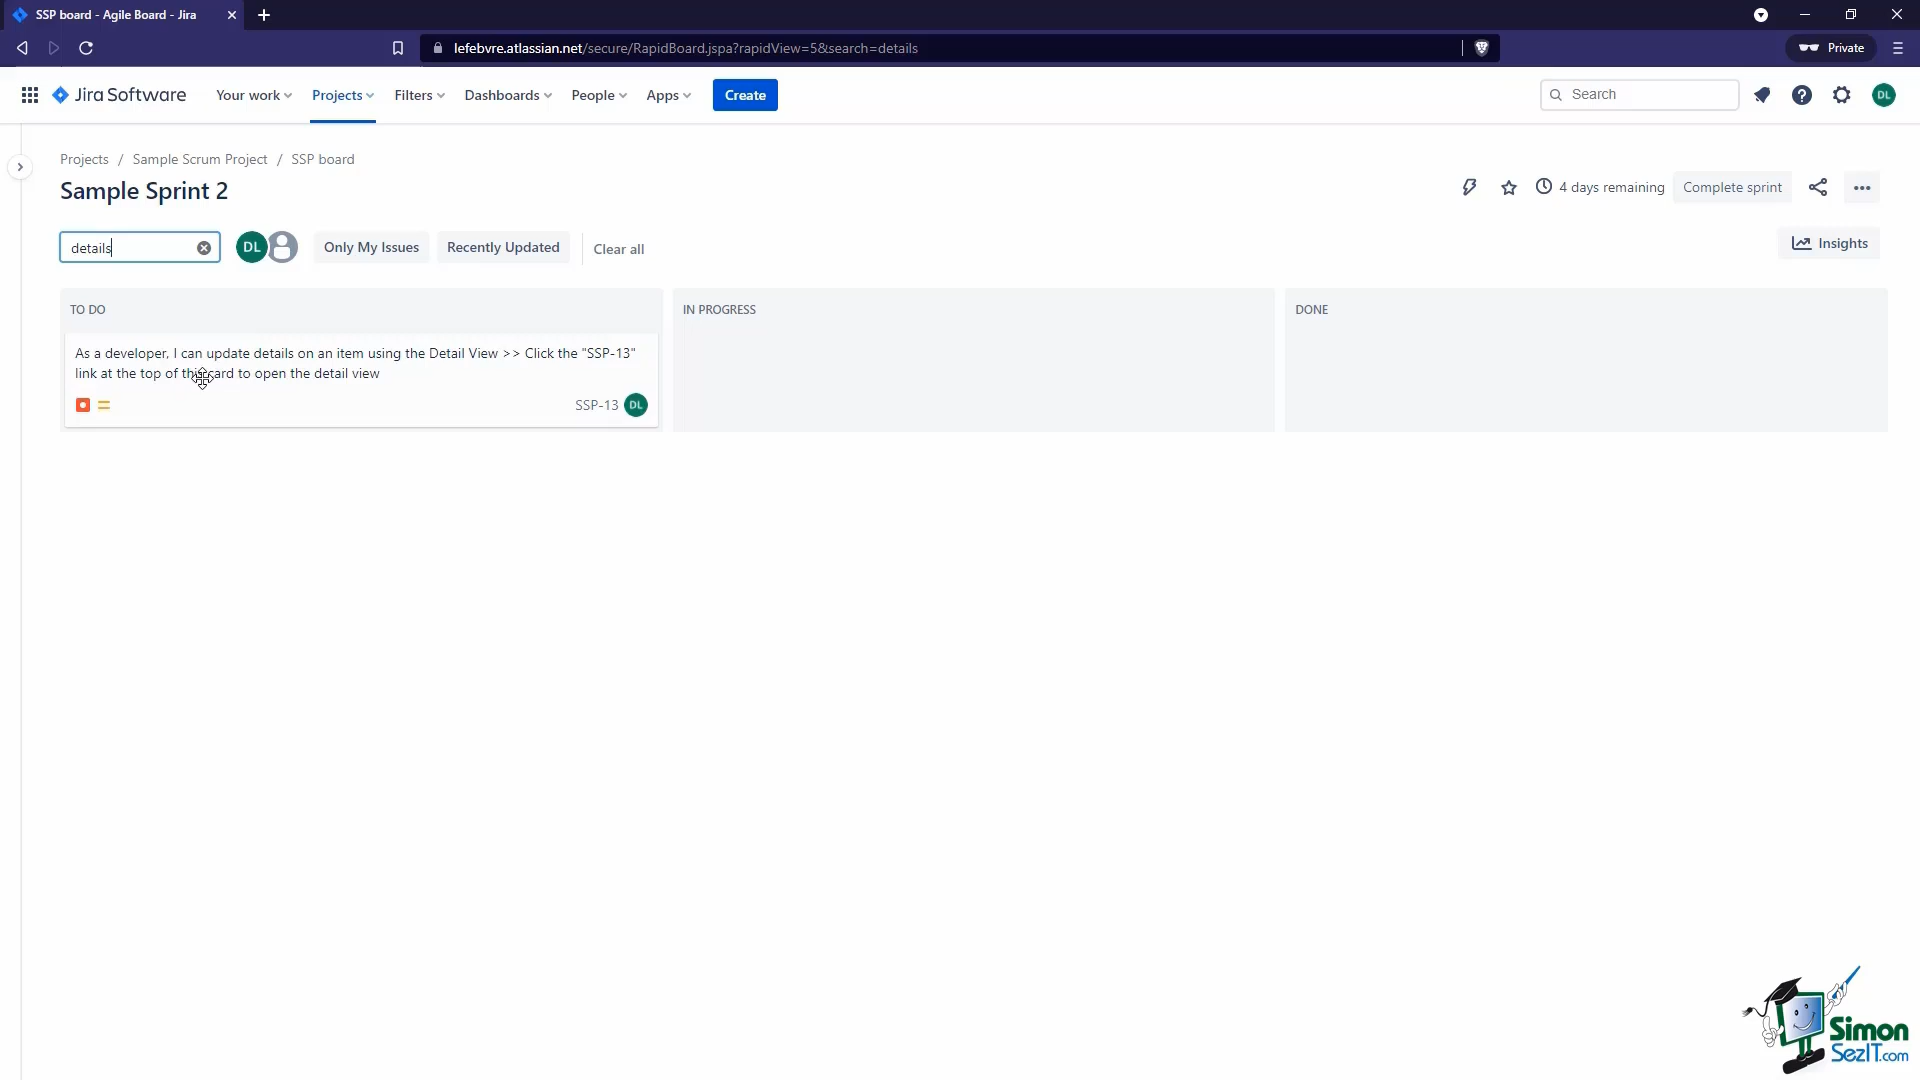 SSP board - Agile Board - Jira
lefebvre.atlassian.net/secure/RapidBoard.jspa?rapidView=5&search=details
Private
Jira Software
Your work
Projects
Filters
Dashboards
People
Apps
Create
Search
DL
Projects / Sample Scrum Project / SSP board
Sample Sprint 2
4 days remaining
Complete sprint
details
DL
Only My Issues
Recently Updated
Clear all
Insights
TO DO
IN PROGRESS
DONE
As a developer, I can update details on an item using the Detail View >> Click the "SSP-13"
link at the top of this card to open the detail view
SSP-13
DL
Simon
SezIT.com